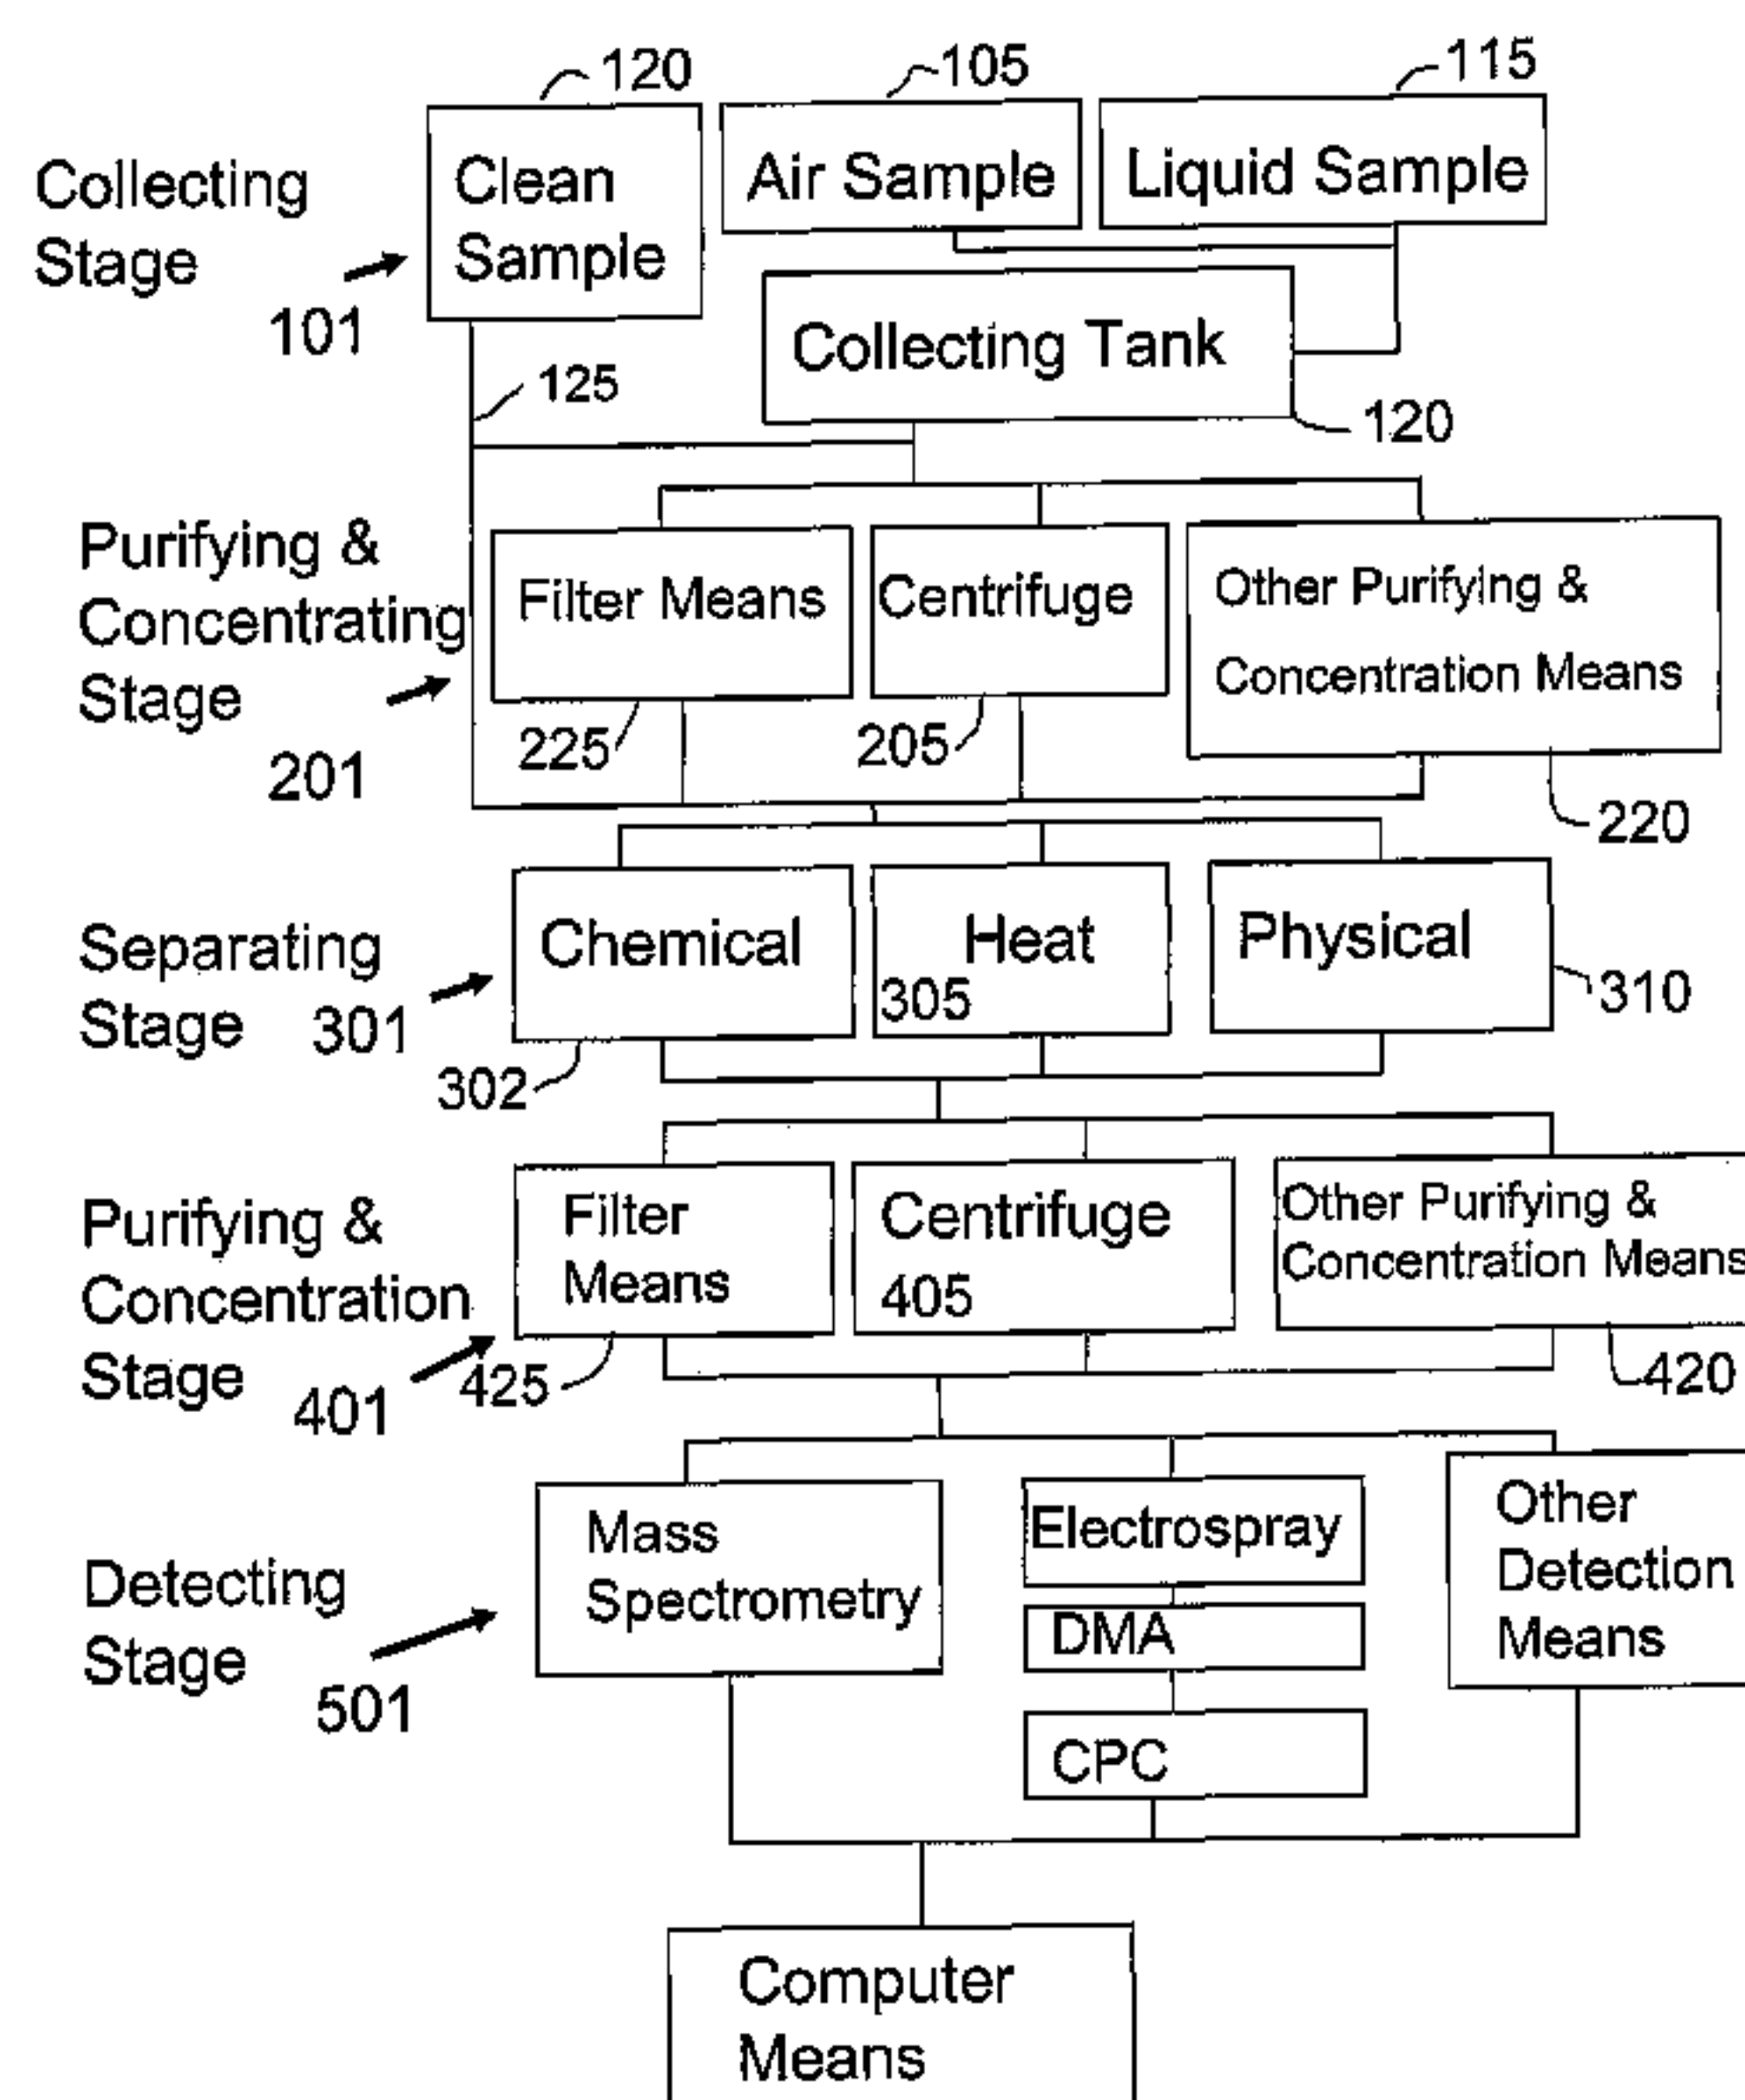 120
105
115
Clean
Sample
Air Sample
Liquid Sample
Collecting
Stage
101
Collecting Tank
125
120
Purifying &
Concentrating
Stage
201
Filter Means
Centrifuge
Other Purifying &
Concentration Means
225
205
220
Separating
Stage 301
Chemical
Heat
305
Physical
310
302
Purifying &
Concentration
Stage
401
Filter
Means
Centrifuge
405
Other Purifying &
Concentration Means
425
420
Detecting
Stage
501
Mass
Spectrometry
Electrospray
DMA
CPC
Other
Detection
Means
Computer
Means